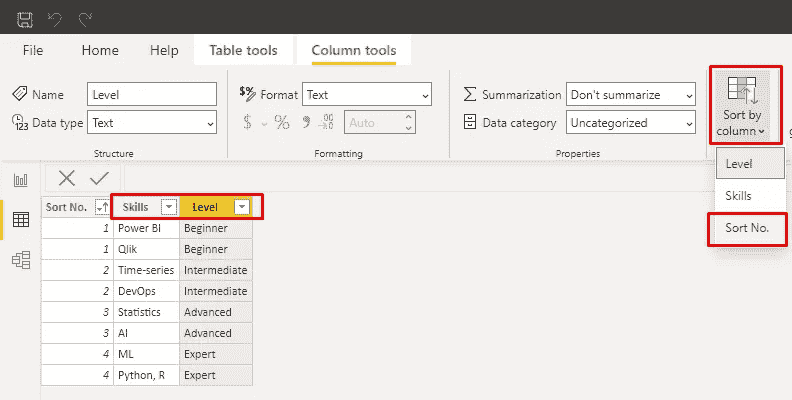 File Home Help Table tools Column tools
Name Level $% Format Text Summarization Don't summarize Sort by column
Data type Text $ % 9 .00 Auto Data category Uncategorized
Structure Formatting Properties
Level
Skills
Sort No.
Sort No. Skills Level
1 Power BI Beginner
1 Qlik Beginner
2 Time-series Intermediate
2 DevOps Intermediate
3 Statistics Advanced
3 AI Advanced
4 ML Expert
4 Python, R Expert